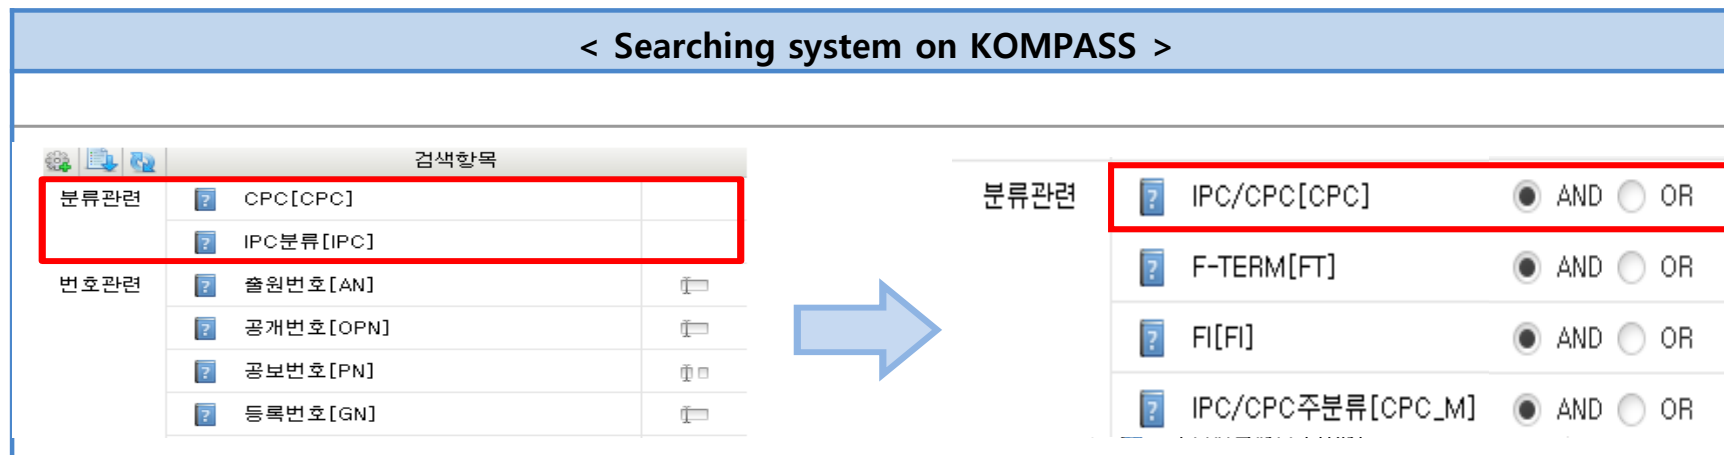 < Searching system on KOMPASS >
검색항목
분류관련 CPC[CPC]
IPC분류[IPC]
번호관련 출원번호[AN]
공개번호[OPN]
공보번호[PN]
등록번호[GN]
분류관련 IPC/CPC[CPC] AND OR
F-TERM[FT] AND OR
FI[FI] AND OR
IPC/CPC주분류[CPC_M] AND OR